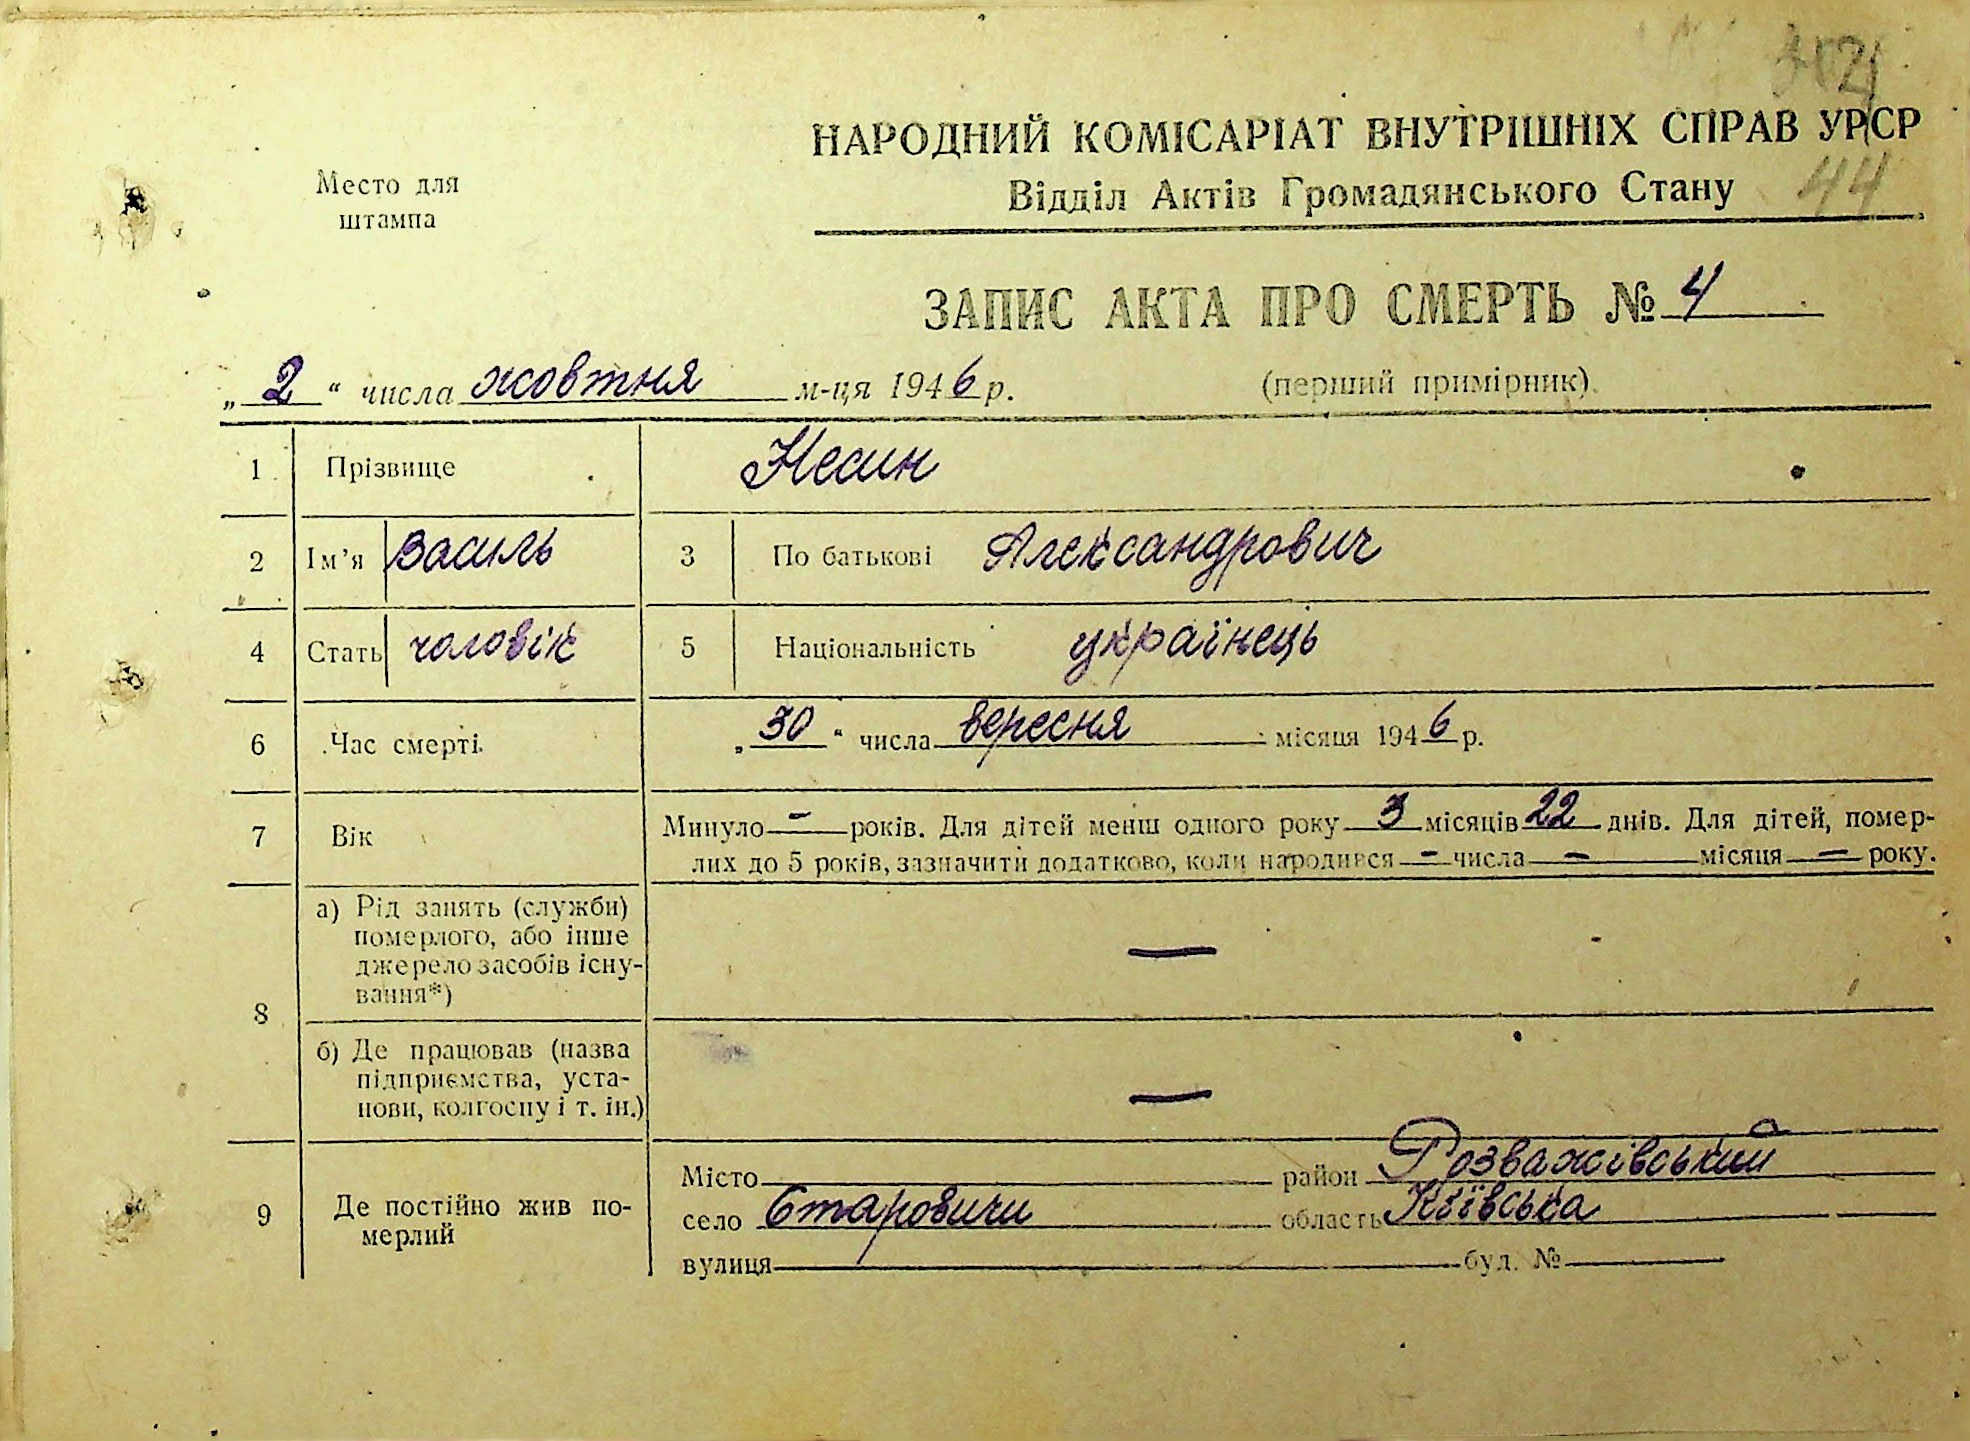 НАРОДНИЙ КОМІСАРІАТ ВНУТРІШНІХ СПРАВ УРСР
Место для
штампа
Відділ Актів Громадянського Стану
44
ЗАПИС АКТА ПРО СМЕРТЬ № 4
„ 2 “ числа жовтня м-ця 1946 р. (перший примірник)
1 Прізвище Несин
2 Ім'я Василь 3 По батькові Александрович
4 Стать чоловік 5 Національність українець
6 Час смерті „ 30 “ числа вересня місяця 1946 р.
7 Вік Минуло - років. Для дітей менш одного року 3 місяців 22 днів. Для дітей, помер-
лих до 5 років, зазначити додатково, коли народився - числа - місяця - року.
8 а) Рід занять (служби)
померлого, або інше
джерело засобів існу-
вання*) —
б) Де працював (назва
підприємства, уста-
нови, колгоспу і т. ін.) —
9 Де постійно жив по-
мерлий
Місто район Розважівський
село Старовичи область Київська
вулиця буд. №